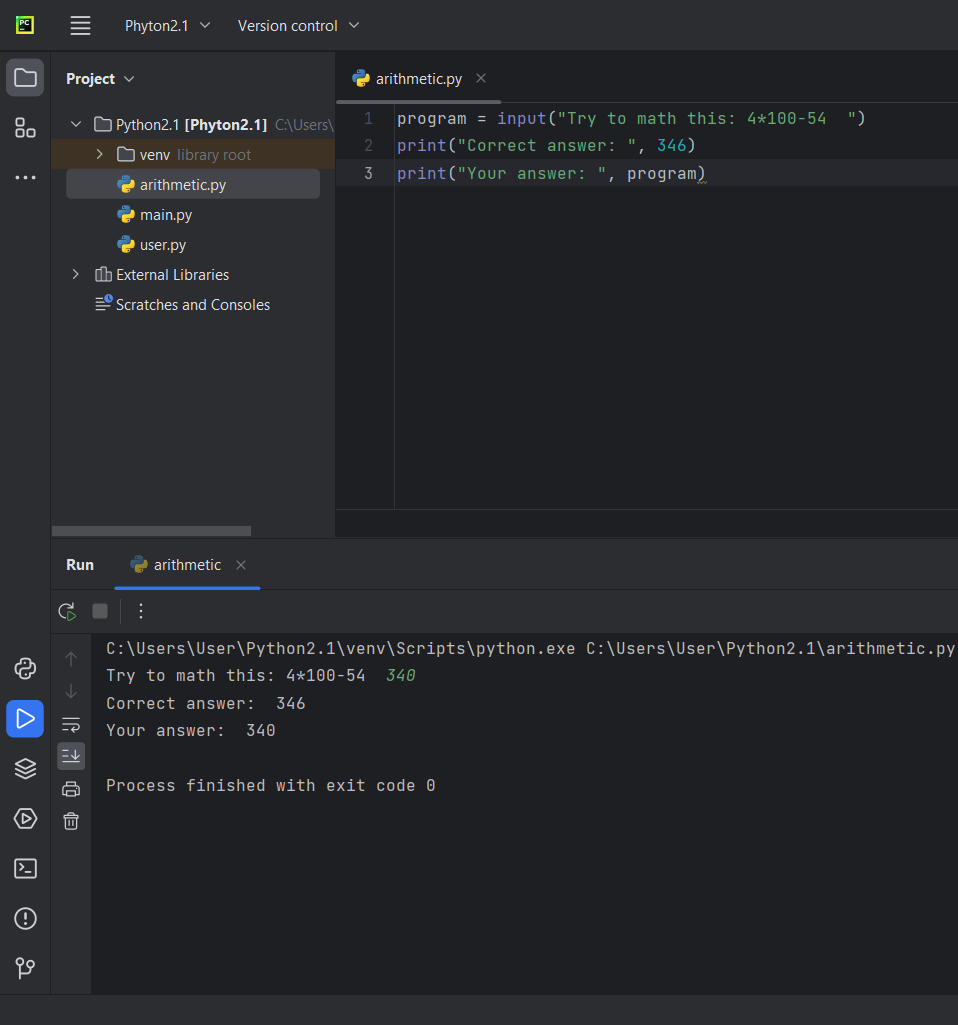 PC
Phyton2.1
Version control
Project
Python2.1 [Phyton2.1] C:\Users\
venv library root
arithmetic.py
main.py
user.py
External Libraries
Scratches and Consoles
arithmetic.py
1 program = input("Try to math this: 4*100-54  ")
2 print("Correct answer: ", 346)
3 print("Your answer: ", program)
Run
arithmetic
C:\Users\User\Python2.1\venv\Scripts\python.exe C:\Users\User\Python2.1\arithmetic.py
Try to math this: 4*100-54  340
Correct answer:  346
Your answer:  340
Process finished with exit code 0